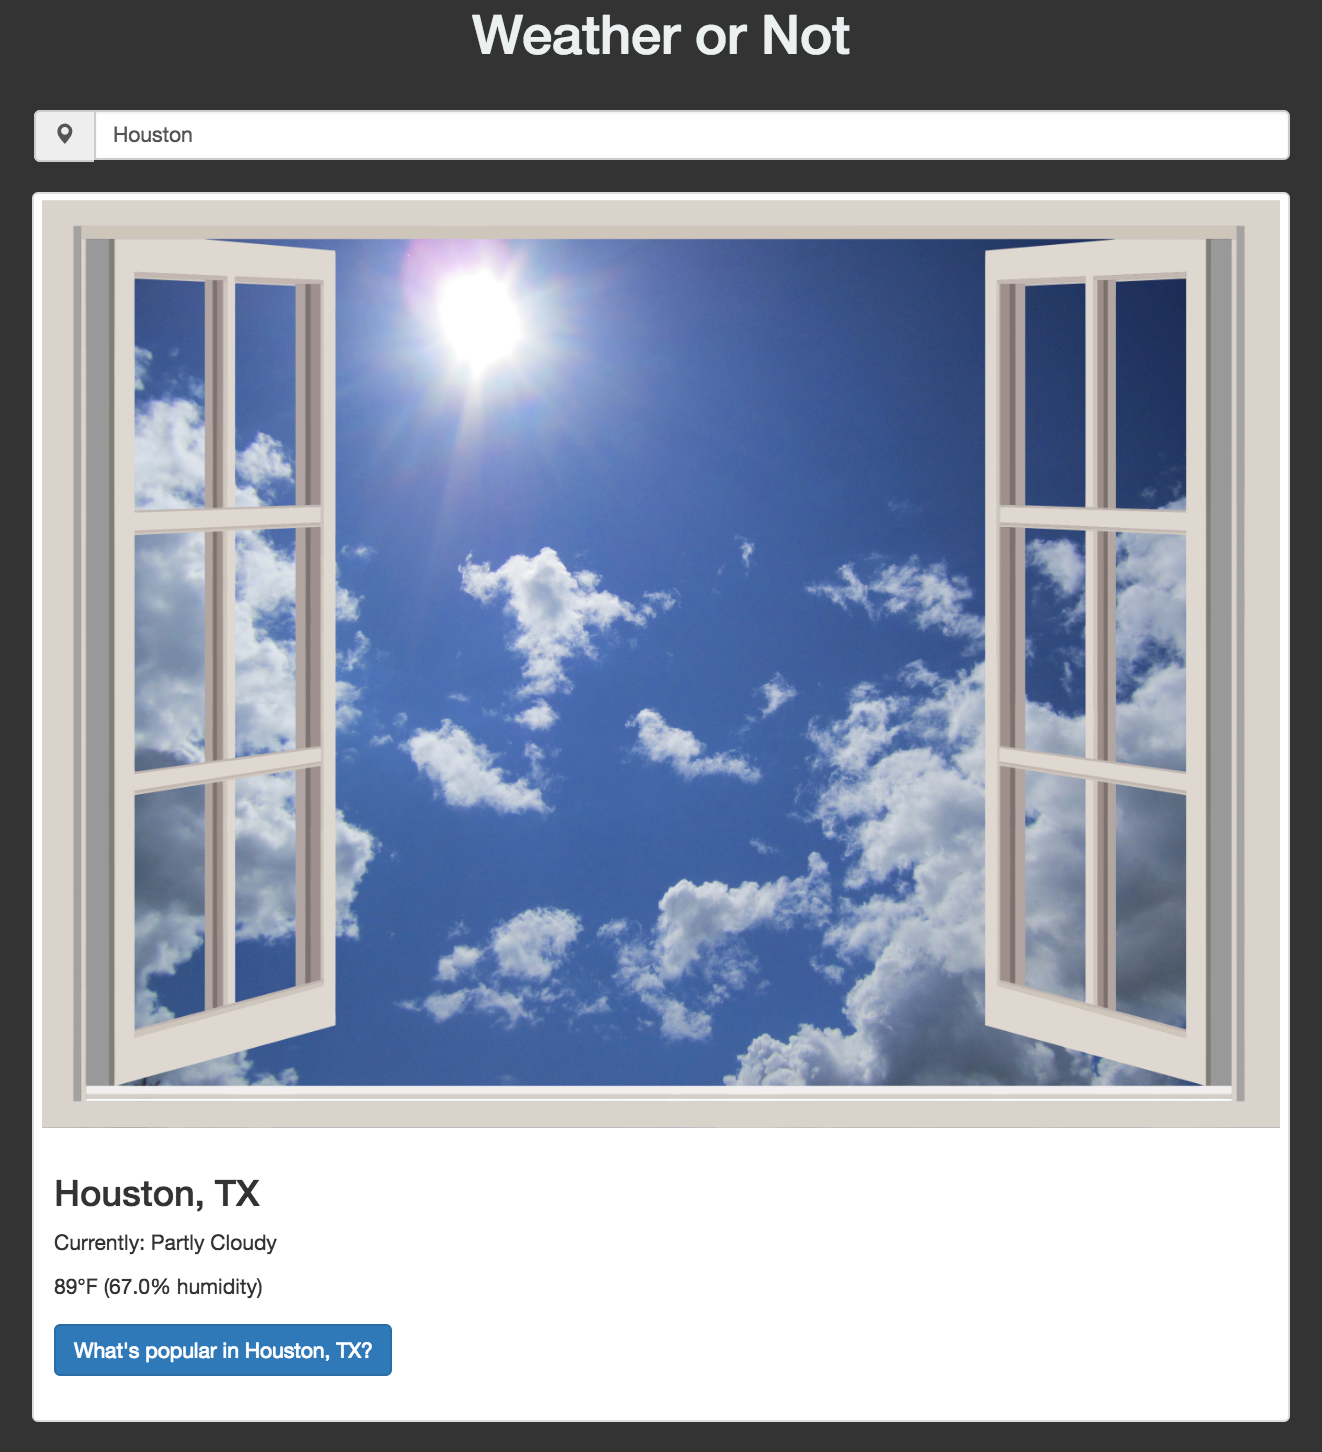 Weather or Not
Houston
Houston, TX
Currently: Partly Cloudy
89°F (67.0% humidity)
What's popular in Houston, TX?